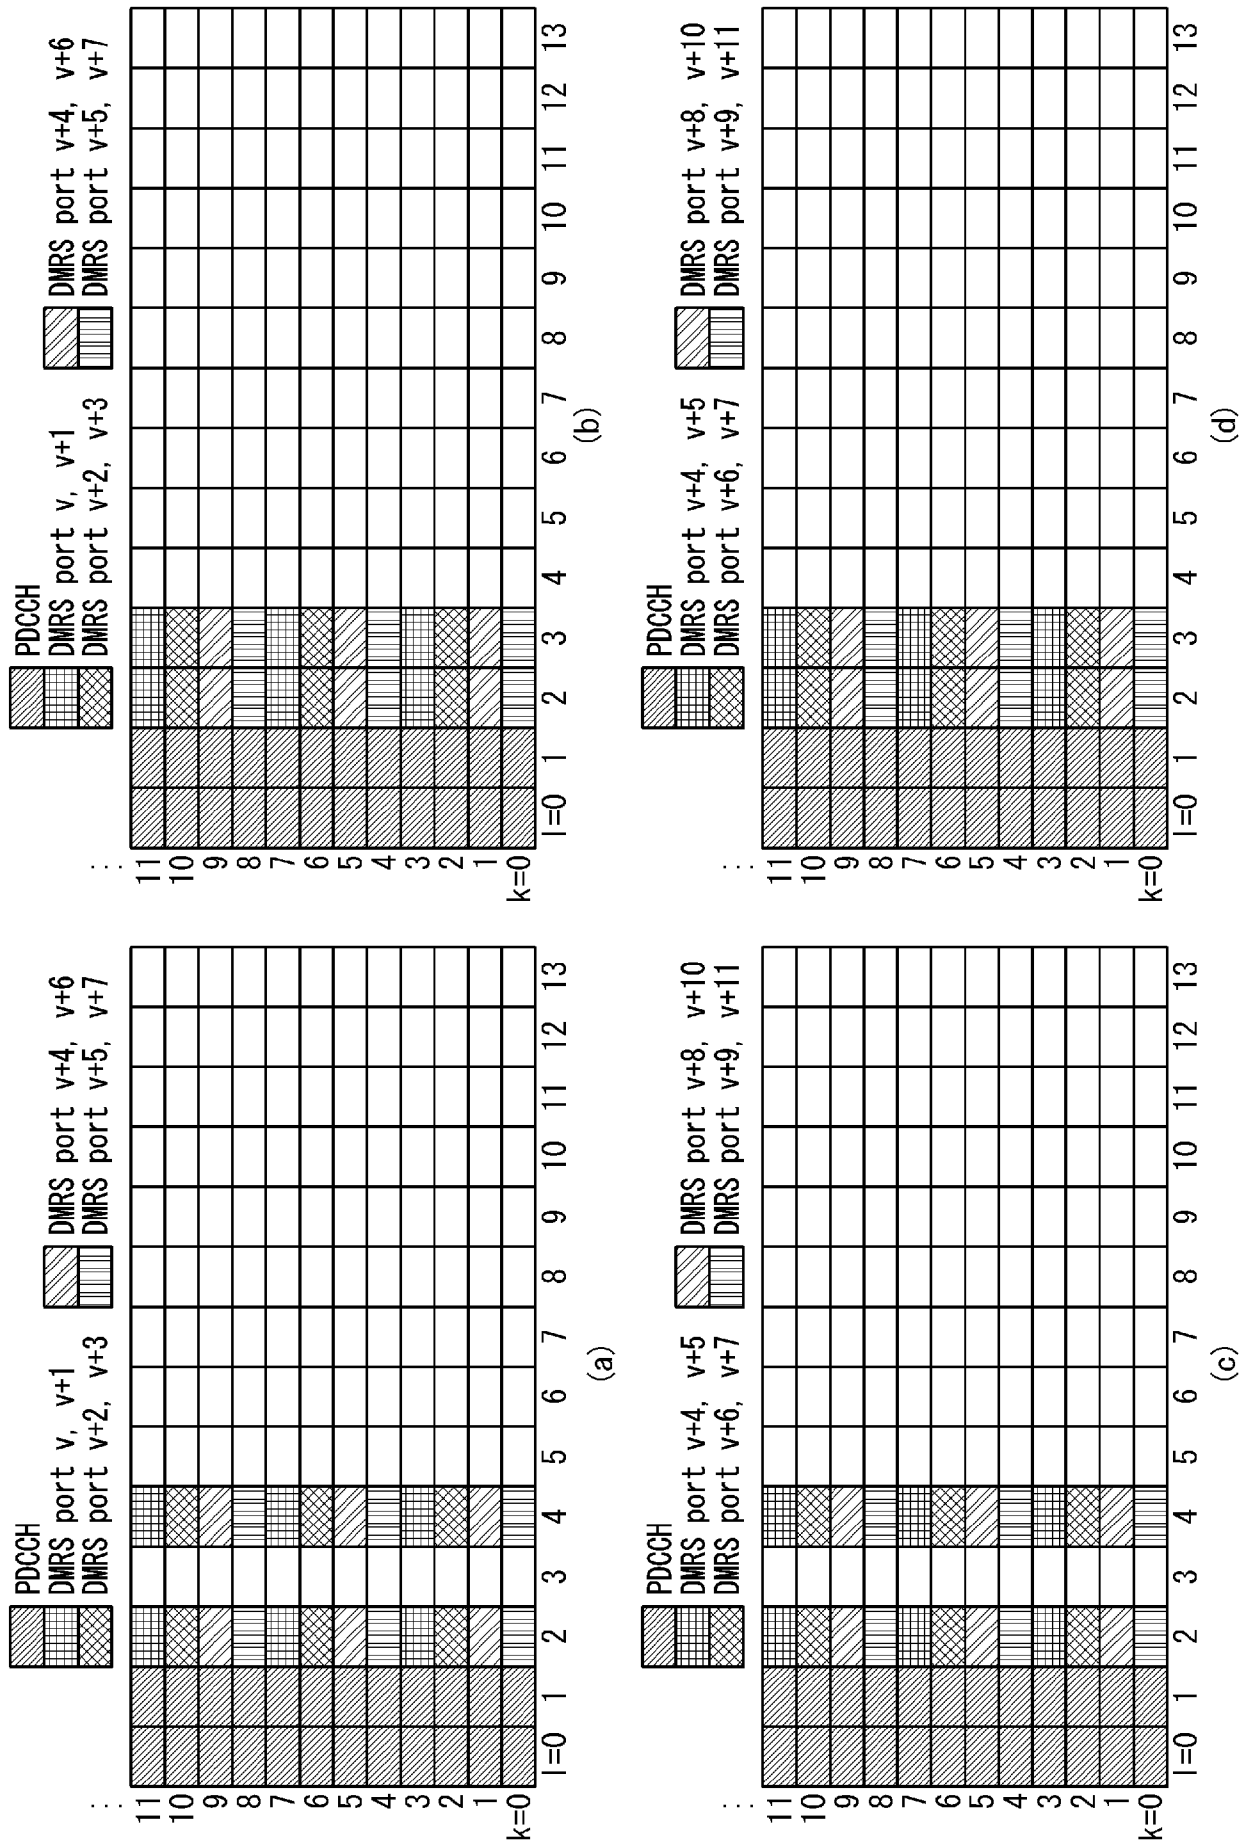 PDCCH
DMRS port v, v+1
DMRS port v+2, v+3
DMRS port v+4, v+6
DMRS port v+5, v+7
⋮
11
10
9
8
7
6
5
4
3
2
1
k=0
l=0 1 2 3 4 5 6 7 8 9 10 11 12 13
(a)
PDCCH
DMRS port v, v+1
DMRS port v+2, v+3
DMRS port v+4, v+6
DMRS port v+5, v+7
⋮
11
10
9
8
7
6
5
4
3
2
1
k=0
l=0 1 2 3 4 5 6 7 8 9 10 11 12 13
(b)
PDCCH
DMRS port v+4, v+5
DMRS port v+6, v+7
DMRS port v+8, v+10
DMRS port v+9, v+11
⋮
11
10
9
8
7
6
5
4
3
2
1
k=0
l=0 1 2 3 4 5 6 7 8 9 10 11 12 13
(c)
PDCCH
DMRS port v+4, v+5
DMRS port v+6, v+7
DMRS port v+8, v+10
DMRS port v+9, v+11
⋮
11
10
9
8
7
6
5
4
3
2
1
k=0
l=0 1 2 3 4 5 6 7 8 9 10 11 12 13
(d)